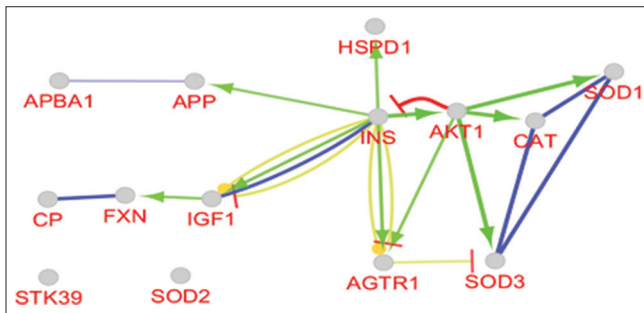 HSPD1
SOD1
APBA1
APP
INS
AKT1
CAT
CP
FXN
IGF1
AGTR1
SOD3
STK39
SOD2